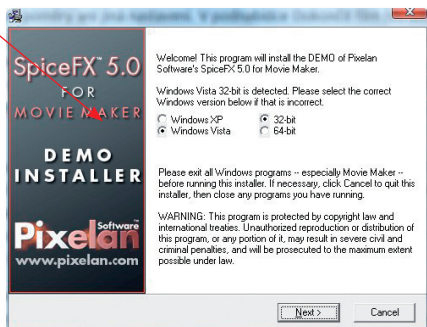 SpiceFX™ 5.0
FOR
MOVIE MAKER
DEMO
INSTALLER
Pixelan Software™
www.pixelan.com
Welcome! This program will install the DEMO of Pixelan
Software's SpiceFX 5.0 for Movie Maker.
Windows Vista 32-bit is detected. Please select the correct
Windows version below if that is incorrect.
Windows XP 32-bit
Windows Vista 64-bit
Please exit all Windows programs -- especially Movie Maker --
before running this installer. If necessary, click Cancel to quit this
installer, then close any programs you have running.
WARNING: This program is protected by copyright law and
international treaties. Unauthorized reproduction or distribution of
this program, or any portion of it, may result in severe civil and
criminal penalties, and will be prosecuted to the maximum extent
possible under law.
Next > Cancel